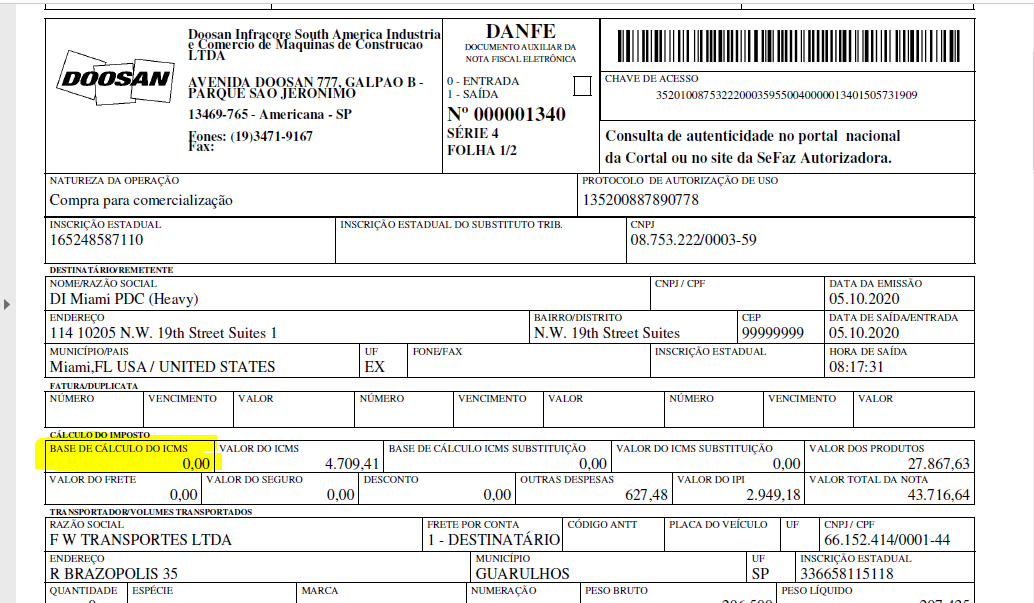 Doosan Infracore South America Industria
e Comercio de Maquinas de Construcao
LTDA
DOOSAN
AVENIDA DOOSAN 777, GALPAO B -
PARQUE SAO JERONIMO
13469-765 - Americana - SP
Fones: (19)3471-9167
Fax:
DANFE
DOCUMENTO AUXILIAR DA
NOTA FISCAL ELETRÔNICA
0 - ENTRADA
1 - SAÍDA
Nº 000001340
SÉRIE 4
FOLHA 1/2
CHAVE DE ACESSO
35201008753222000359550040000013401505731909
Consulta de autenticidade no portal nacional
da Cortal ou no site da SeFaz Autorizadora.
NATUREZA DA OPERAÇÃO PROTOCOLO DE AUTORIZAÇÃO DE USO
Compra para comercialização 135200887890778
INSCRIÇÃO ESTADUAL INSCRIÇÃO ESTADUAL DO SUBSTITUTO TRIB. CNPJ
165248587110 08.753.222/0003-59
DESTINATÁRIO/REMETENTE
NOME/RAZÃO SOCIAL CNPJ / CPF DATA DA EMISSÃO
DI Miami PDC (Heavy) 05.10.2020
ENDEREÇO BAIRRO/DISTRITO CEP DATA DE SAÍDA/ENTRADA
114 10205 N.W. 19th Street Suites 1 N.W. 19th Street Suites 99999999 05.10.2020
MUNICÍPIO/PAIS UF FONE/FAX INSCRIÇÃO ESTADUAL HORA DE SAÍDA
Miami,FL USA / UNITED STATES EX 08:17:31
FATURA/DUPLICATA
NÚMERO VENCIMENTO VALOR NÚMERO VENCIMENTO VALOR NÚMERO VENCIMENTO VALOR
CÁLCULO DO IMPOSTO
BASE DE CÁLCULO DO ICMS VALOR DO ICMS BASE DE CÁLCULO ICMS SUBSTITUIÇÃO VALOR DO ICMS SUBSTITUIÇÃO VALOR DOS PRODUTOS
0,00 4.709,41 0,00 0,00 27.867,63
VALOR DO FRETE VALOR DO SEGURO DESCONTO OUTRAS DESPESAS VALOR DO IPI VALOR TOTAL DA NOTA
0,00 0,00 0,00 627,48 2.949,18 43.716,64
TRANSPORTADOR/VOLUMES TRANSPORTADOS
RAZÃO SOCIAL FRETE POR CONTA CÓDIGO ANTT PLACA DO VEÍCULO UF CNPJ / CPF
F W TRANSPORTES LTDA 1 - DESTINATÁRIO 66.152.414/0001-44
ENDEREÇO MUNICÍPIO UF INSCRIÇÃO ESTADUAL
R BRAZOPOLIS 35 GUARULHOS SP 336658115118
QUANTIDADE ESPÉCIE MARCA NUMERAÇÃO PESO BRUTO PESO LÍQUIDO